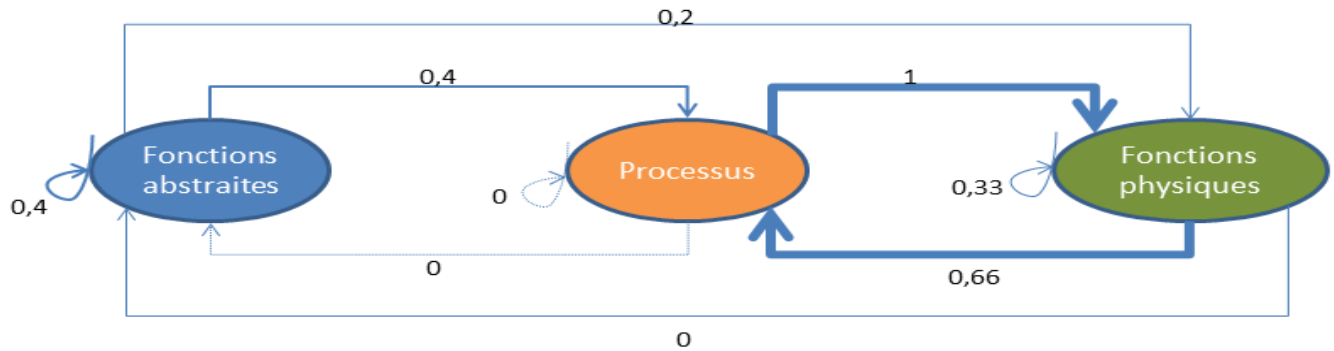 0,2
0,4
1
Fonctions
abstraites
Processus
Fonctions
physiques
0,4
0
0,33
0
0,66
0